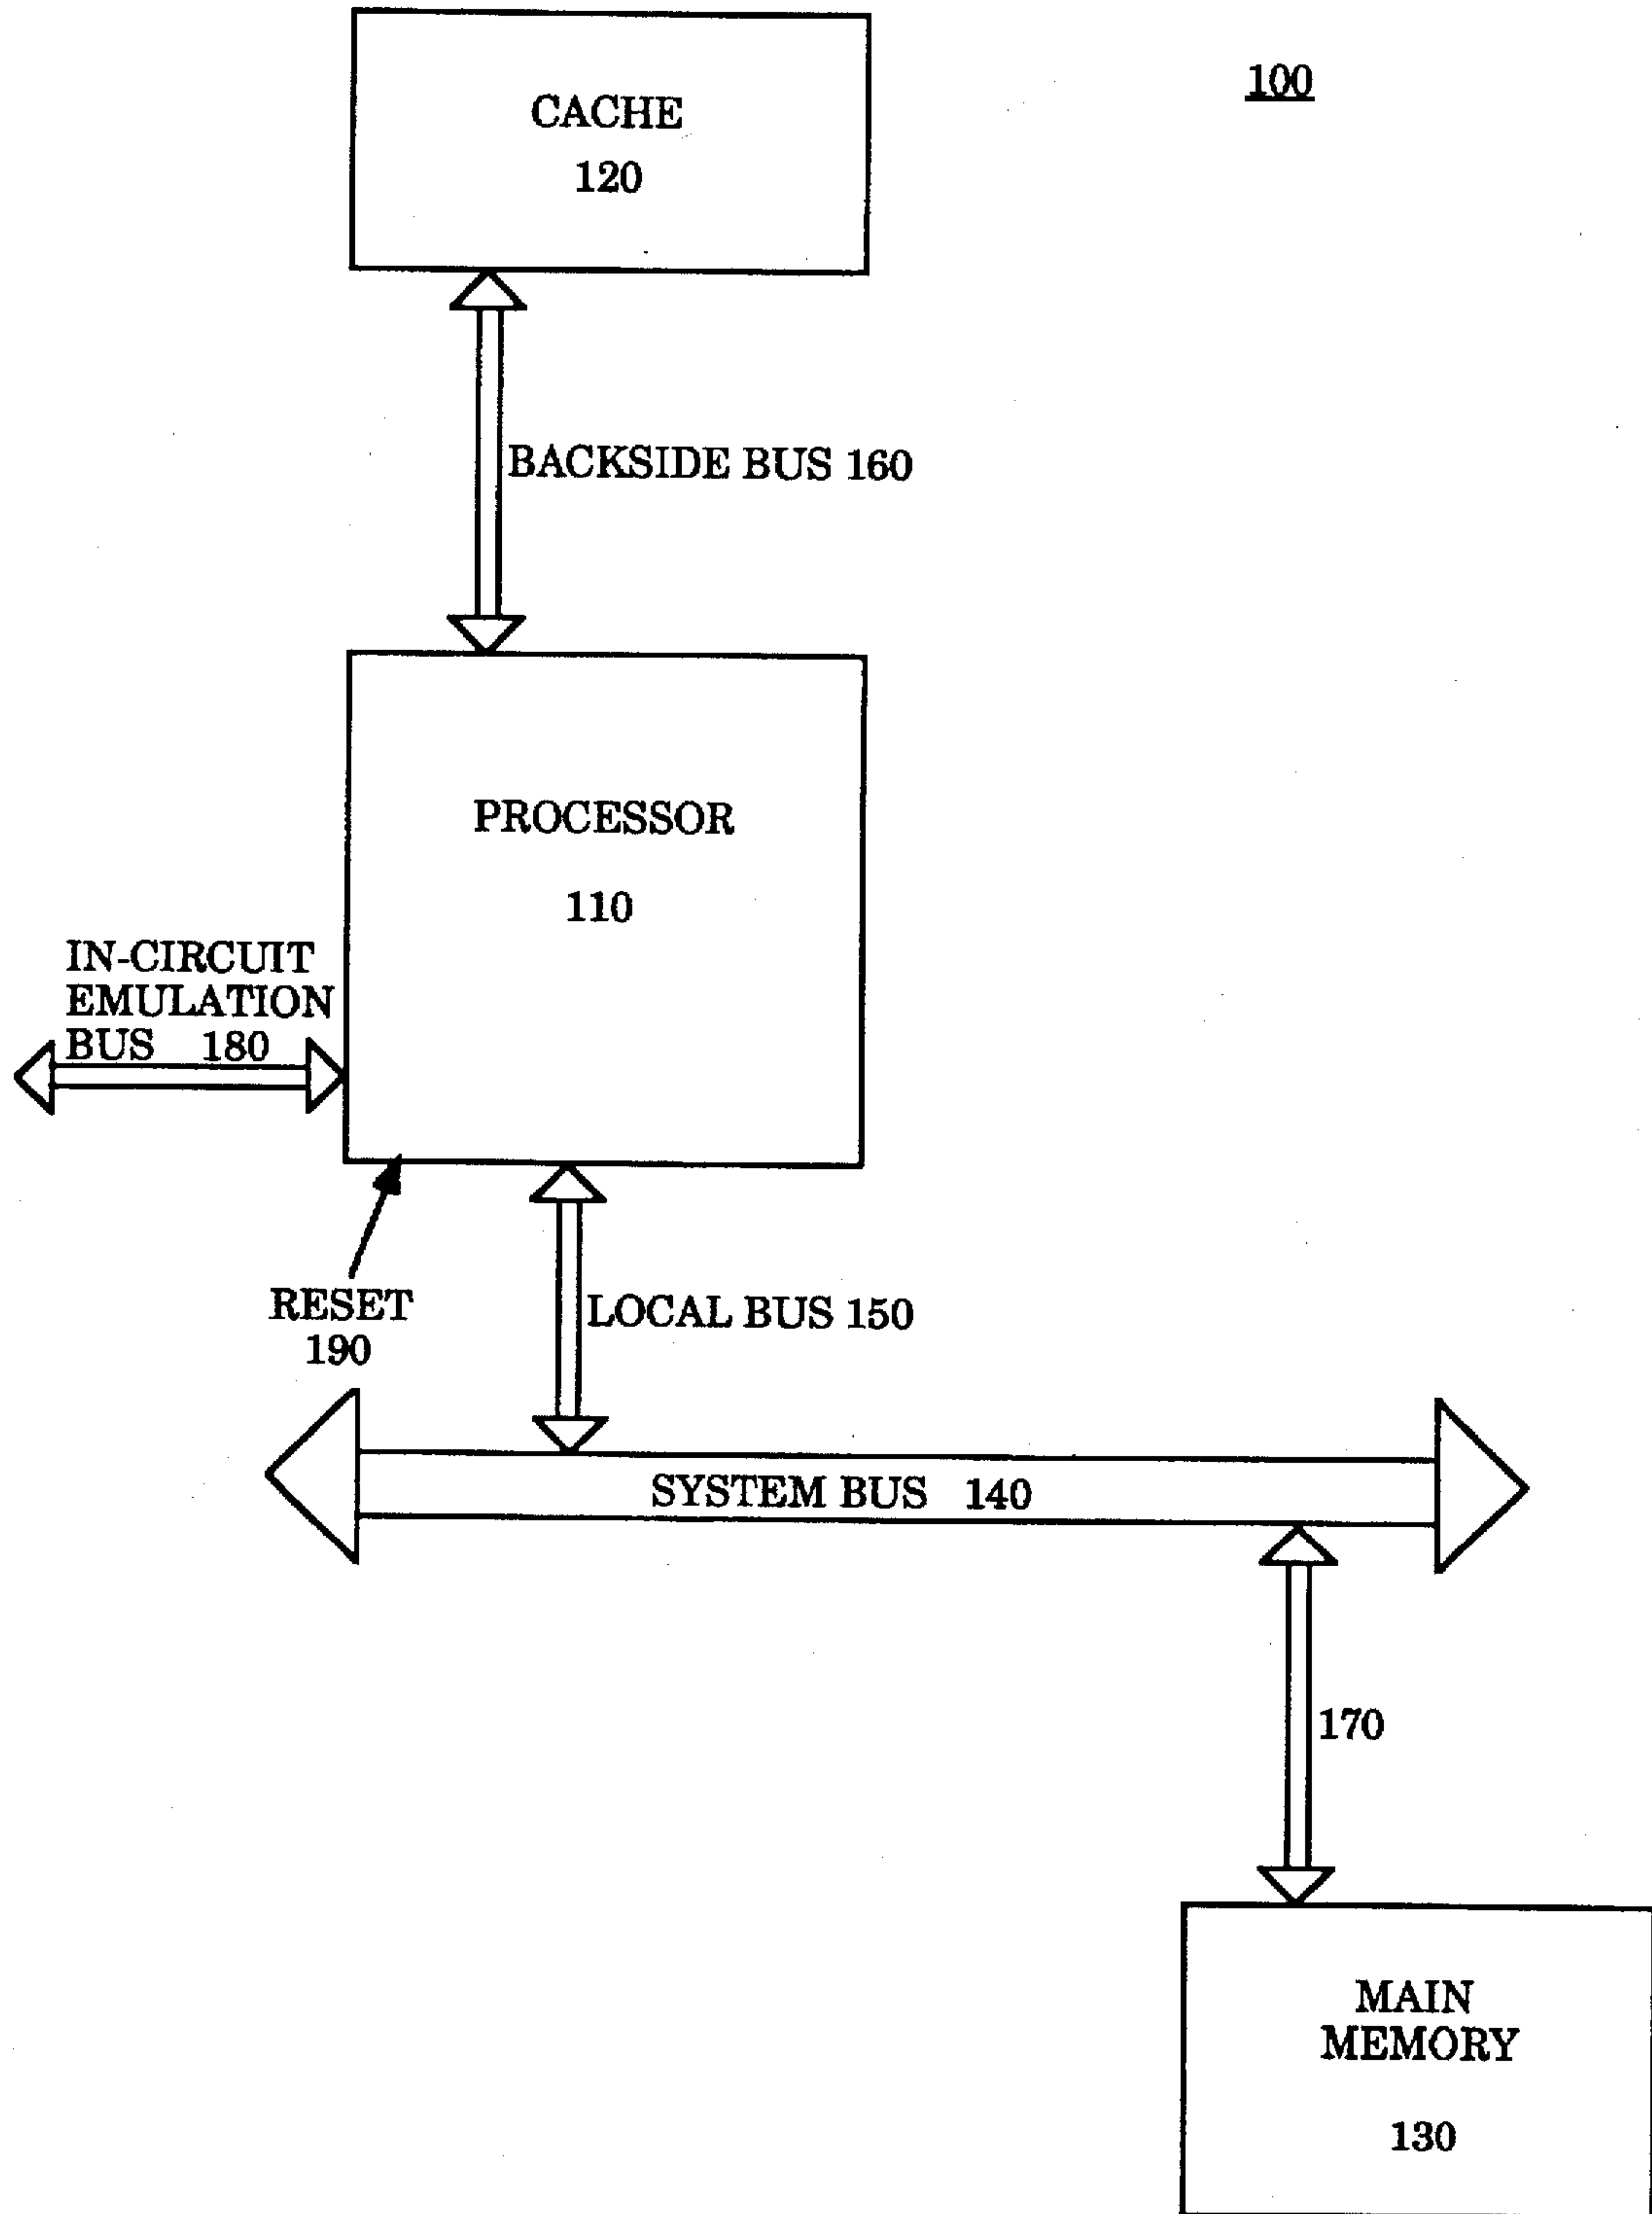 100
CACHE
120
BACKSIDE BUS 160
PROCESSOR
110
IN-CIRCUIT
EMULATION
BUS 180
RESET
190
LOCAL BUS 150
SYSTEM BUS 140
170
MAIN
MEMORY
130